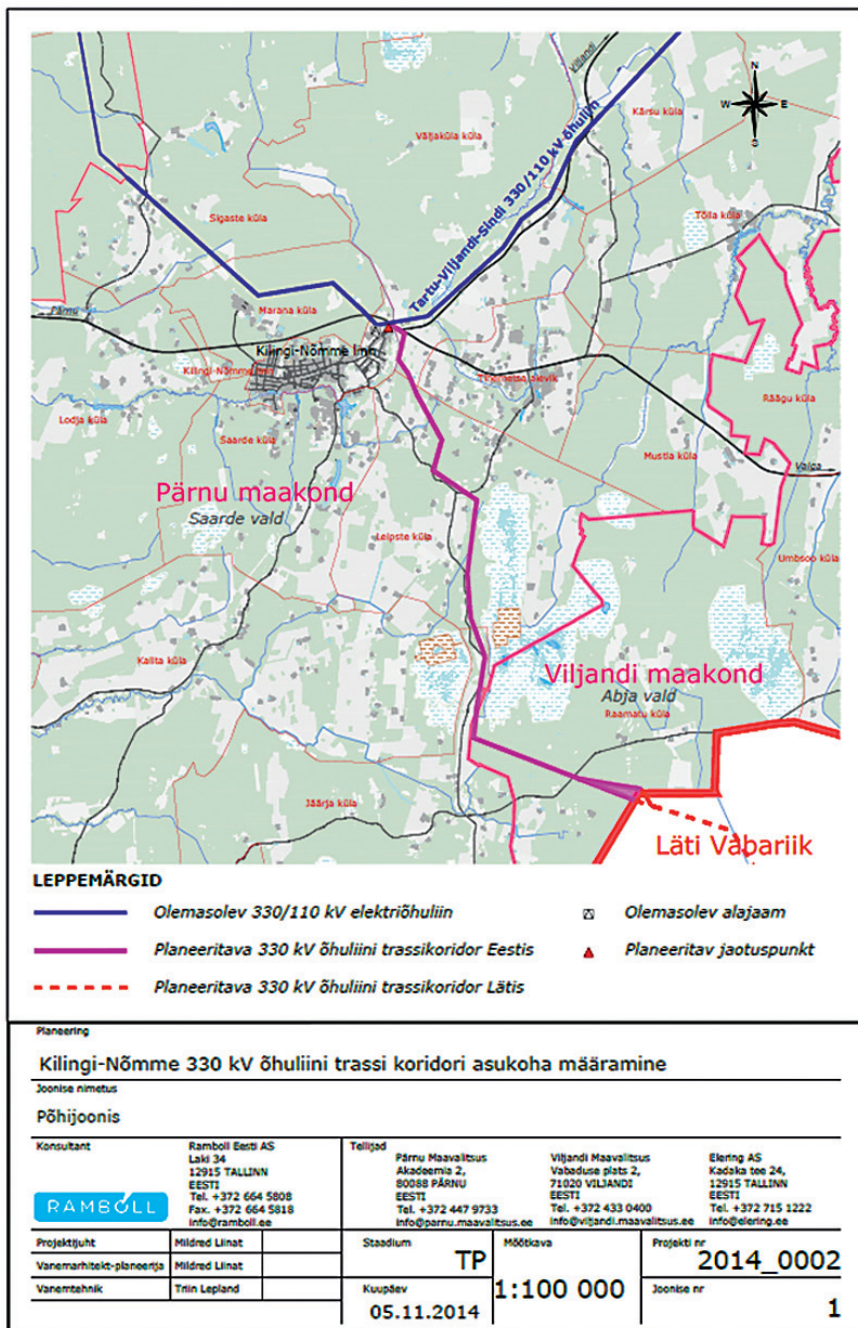 Viljandi
N
W
E
S
Väljaküla küla
Kärsu küla
Tartu-Viljandi-Sindi 330/110 kV õhuliin
Sigaste küla
Tõlla küla
Pärnu
Marana küla
Kilingi-Nõmme linn
Kilingi-Nõmme linn
Tihemetsa alevik
Räägu küla
Lodja küla
Saarde küla
Mustla küla
Valga
Pärnu maakond
Saarde vald
Leipste küla
Umbsoo küla
Kalita küla
Viljandi maakond
Abja vald
Raamatu küla
Jäärja küla
Läti Vabariik
LEPPEMÄRGID
Olemasolev 330/110 kV elektriõhuliin
Olemasolev alajaam
Planeeritava 330 kV õhuliini trassikoridor Eestis
Planeeritav jaotuspunkt
Planeeritava 330 kV õhuliini trassikoridor Lätis
Planeering
Kilingi-Nõmme 330 kV õhuliini trassi koridori asukoha määramine
Joonise nimetus
Põhijoonis
Konsultant
Ramboll Eesti AS
Laki 34
12915 TALLINN
EESTI
Tel. +372 664 5808
Fax. +372 664 5818
info@ramboll.ee
RAMBOLL
Tellijad
Pärnu Maavalitsus
Akadeemia 2,
80088 PÄRNU
EESTI
Tel. +372 447 9733
info@parnu.maavalitsus.ee
Viljandi Maavalitsus
Vabaduse plats 2,
71020 VILJANDI
EESTI
Tel. +372 433 0400
info@viljandi.maavalitsus.ee
Elering AS
Kadaka tee 24,
12915 TALLINN
EESTI
Tel. +372 715 1222
info@elering.ee
Projektijuht
Mildred Liinat
Vanemarhitekt-planeerija
Mildred Liinat
Vanemtehnik
Triin Lepland
Staadium
TP
Kuupäev
05.11.2014
Mõõtkava
1:100 000
Projekti nr
2014_0002
Joonise nr
1